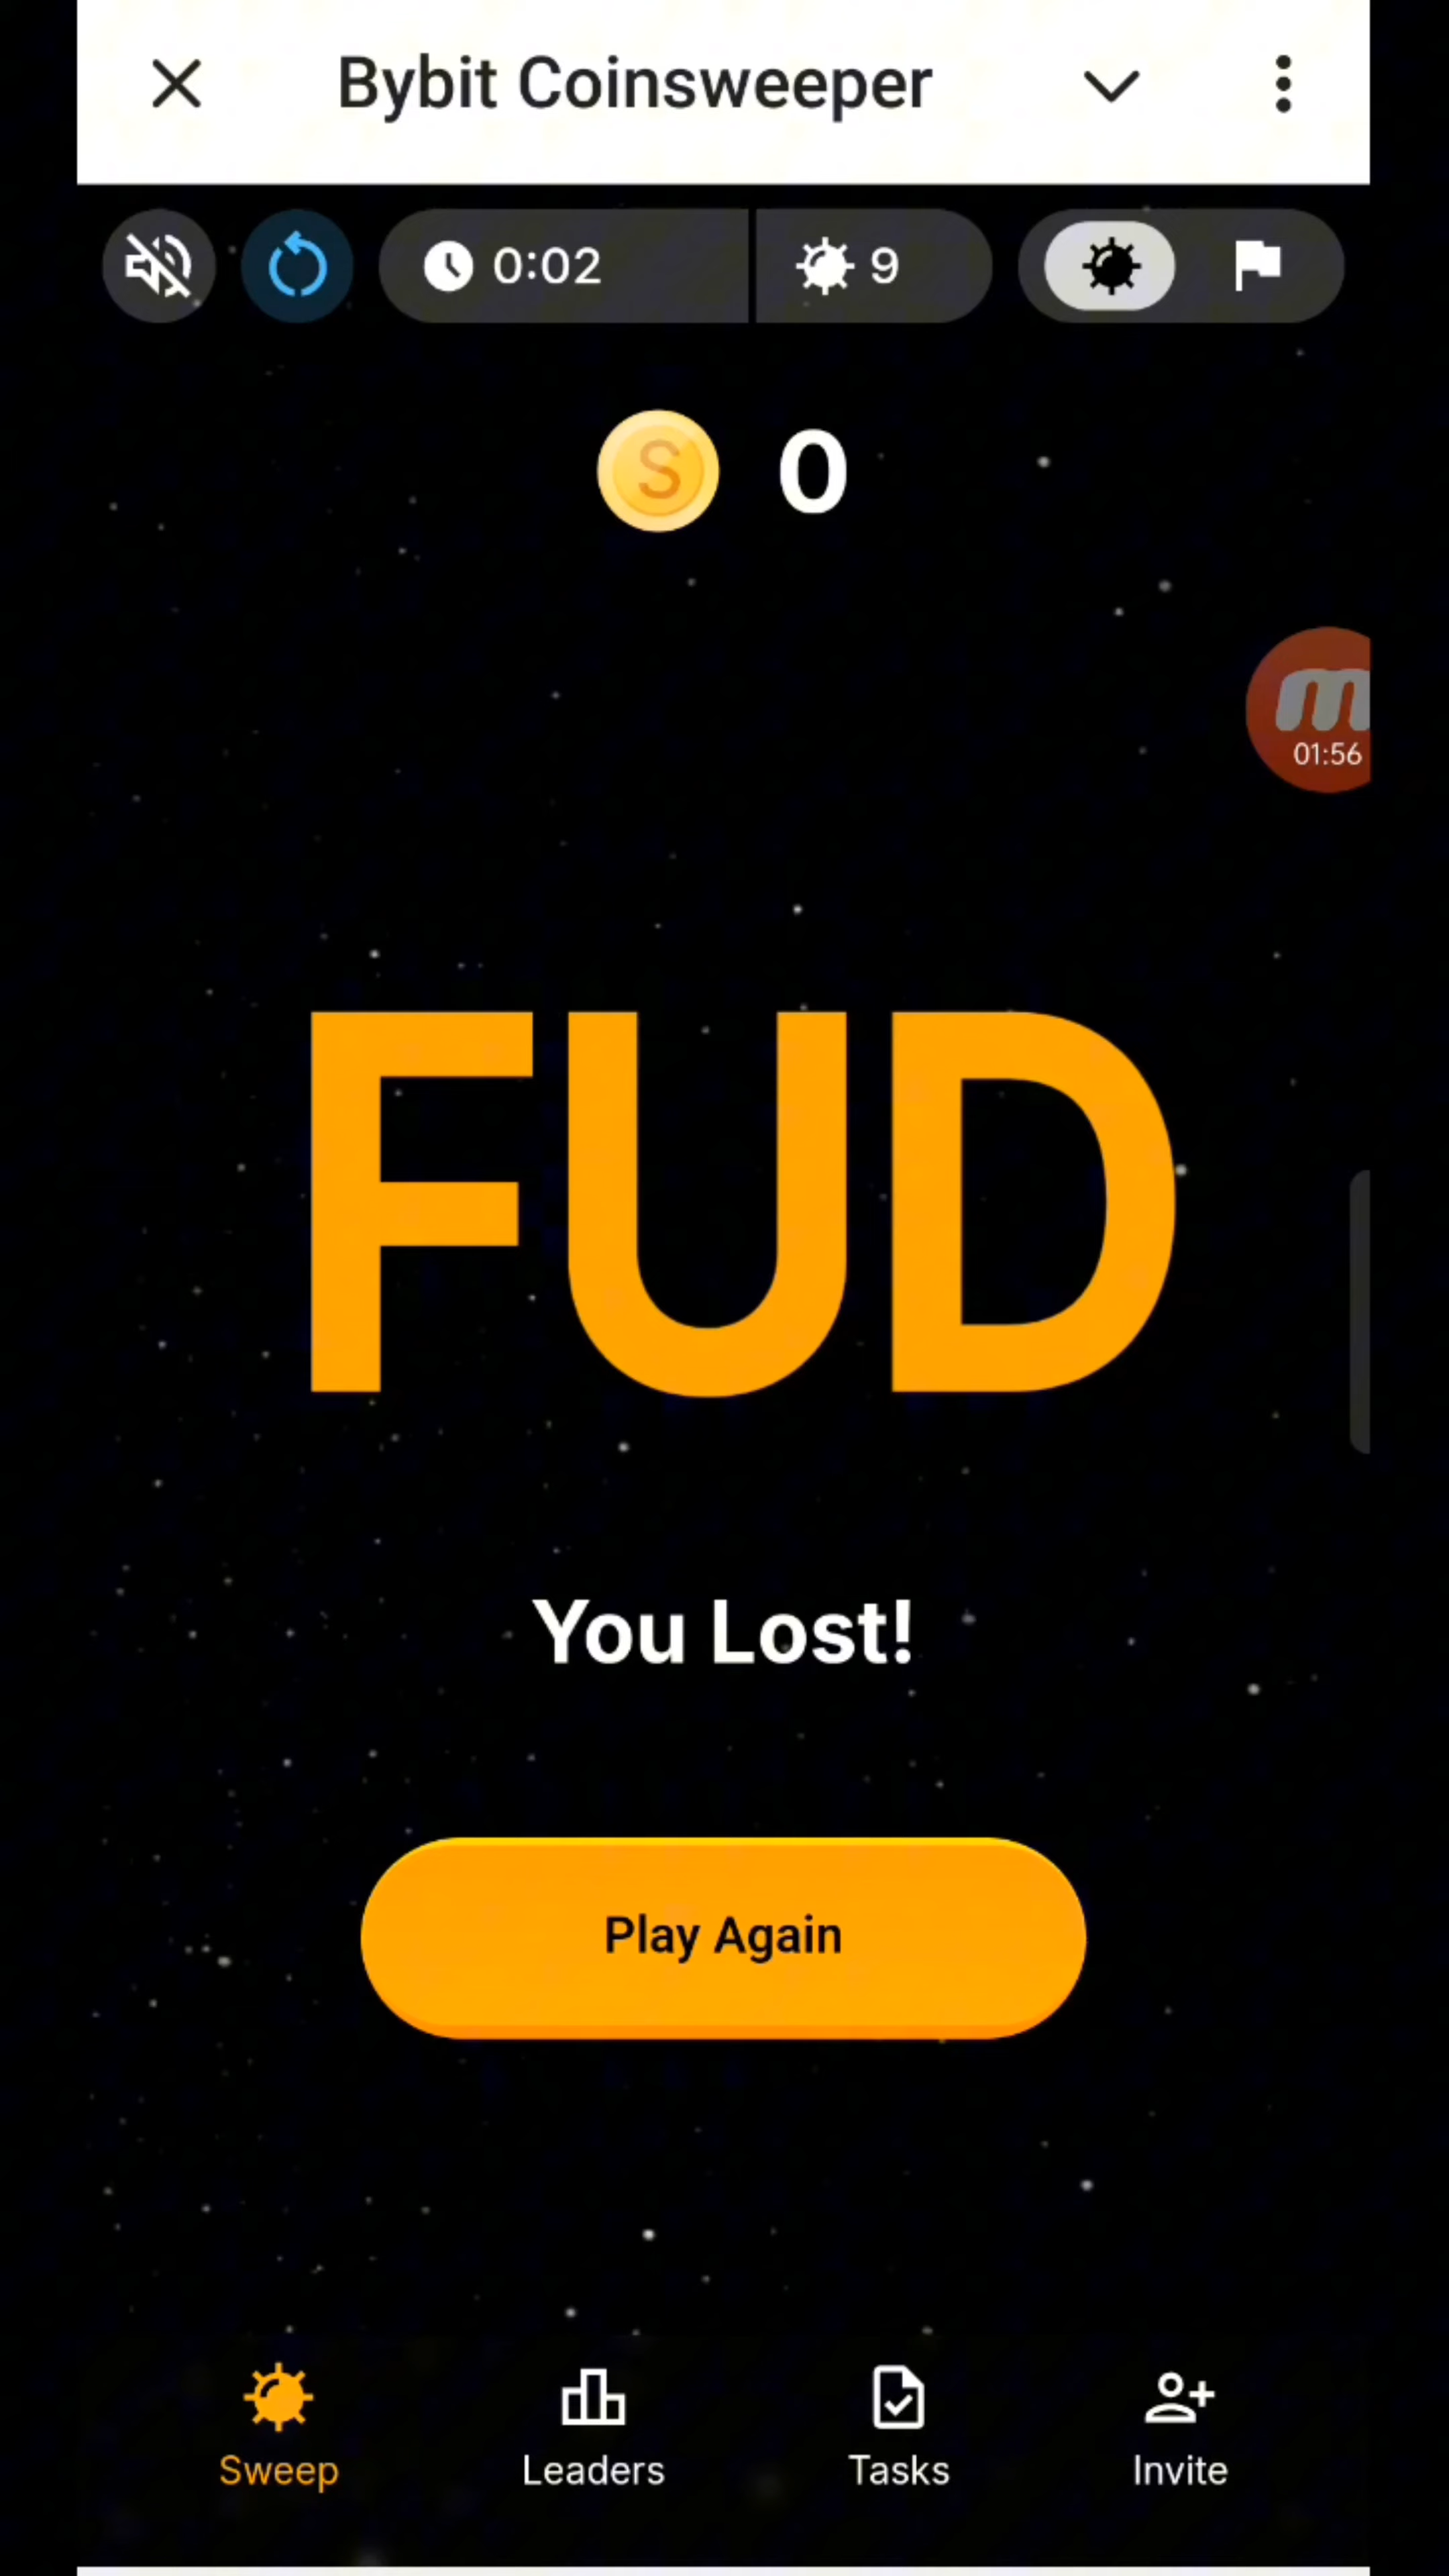 Bybit Coinsweeper
0:02
9
S 0
m
01:56
FUD
You Lost!
Play Again
Sweep Leaders Tasks Invite